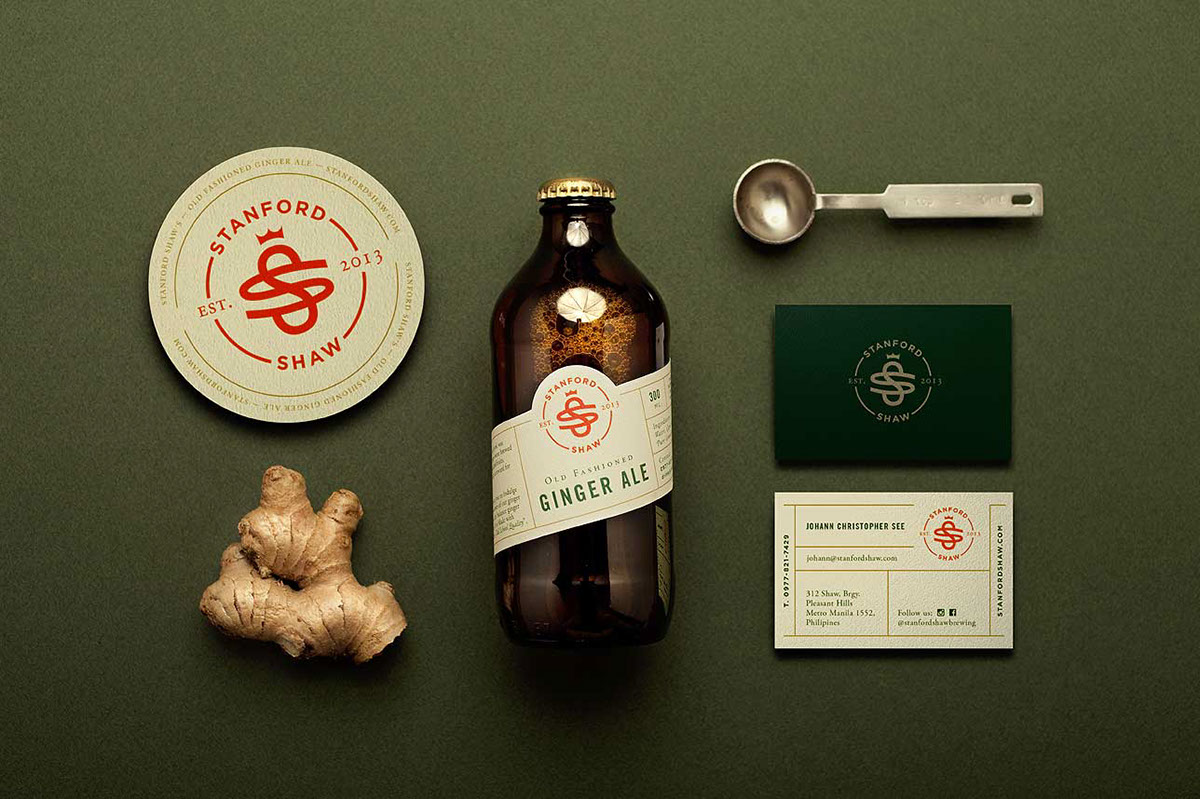 STANFORD SHAW'S — OLD FASHIONED GINGER ALE — STANFORDSHAW.COM
STANFORD SHAW'S — OLD FASHIONED GINGER ALE — STANFORDSHAW.COM
STANFORD
EST. 2013
SHAW
STANFORD
EST. 2013
SHAW
OLD FASHIONED
GINGER ALE
300
STANFORD
EST. 2013
SHAW
JOHANN CHRISTOPHER SEE
johann@stanfordshaw.com
STANFORD
EST. 2013
SHAW
T. 0977-821-7429
312 Shaw, Brgy.
Pleasant Hills
Metro Manila 1552,
Philipines
Follow us:
@stanfordshawbrewing
STANFORDSHAW.COM